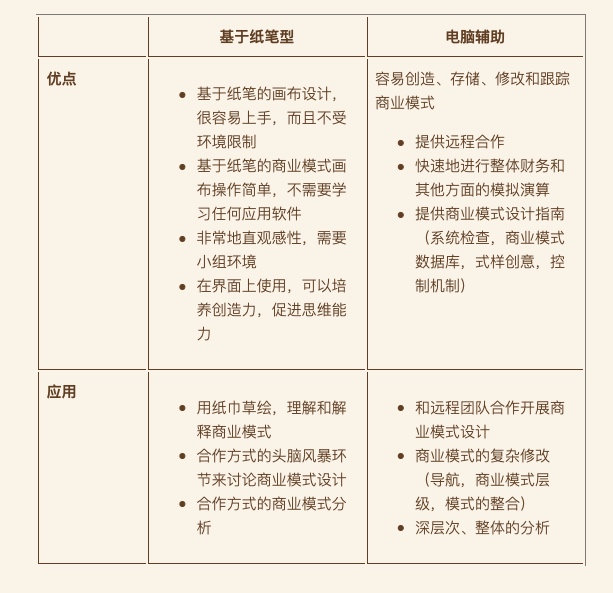 基于纸笔型
电脑辅助
优点
● 基于纸笔的画布设计，
很容易上手，而且不受
环境限制
● 基于纸笔的商业模式画
布操作简单，不需要学
习任何应用软件
● 非常地直观感性，需要
小组环境
● 在界面上使用，可以培
养创造力，促进思维能
力
容易创造、存储、修改和跟踪
商业模式
● 提供远程合作
● 快速地进行整体财务和
其他方面的模拟演算
● 提供商业模式设计指南
（系统检查，商业模式
数据库，式样创意，控
制机制）
应用
● 用纸巾草绘，理解和解
释商业模式
● 合作方式的头脑风暴环
节来讨论商业模式设计
● 合作方式的商业模式分
析
● 和远程团队合作开展商
业模式设计
● 商业模式的复杂修改
（导航，商业模式层
级，模式的整合）
● 深层次、整体的分析